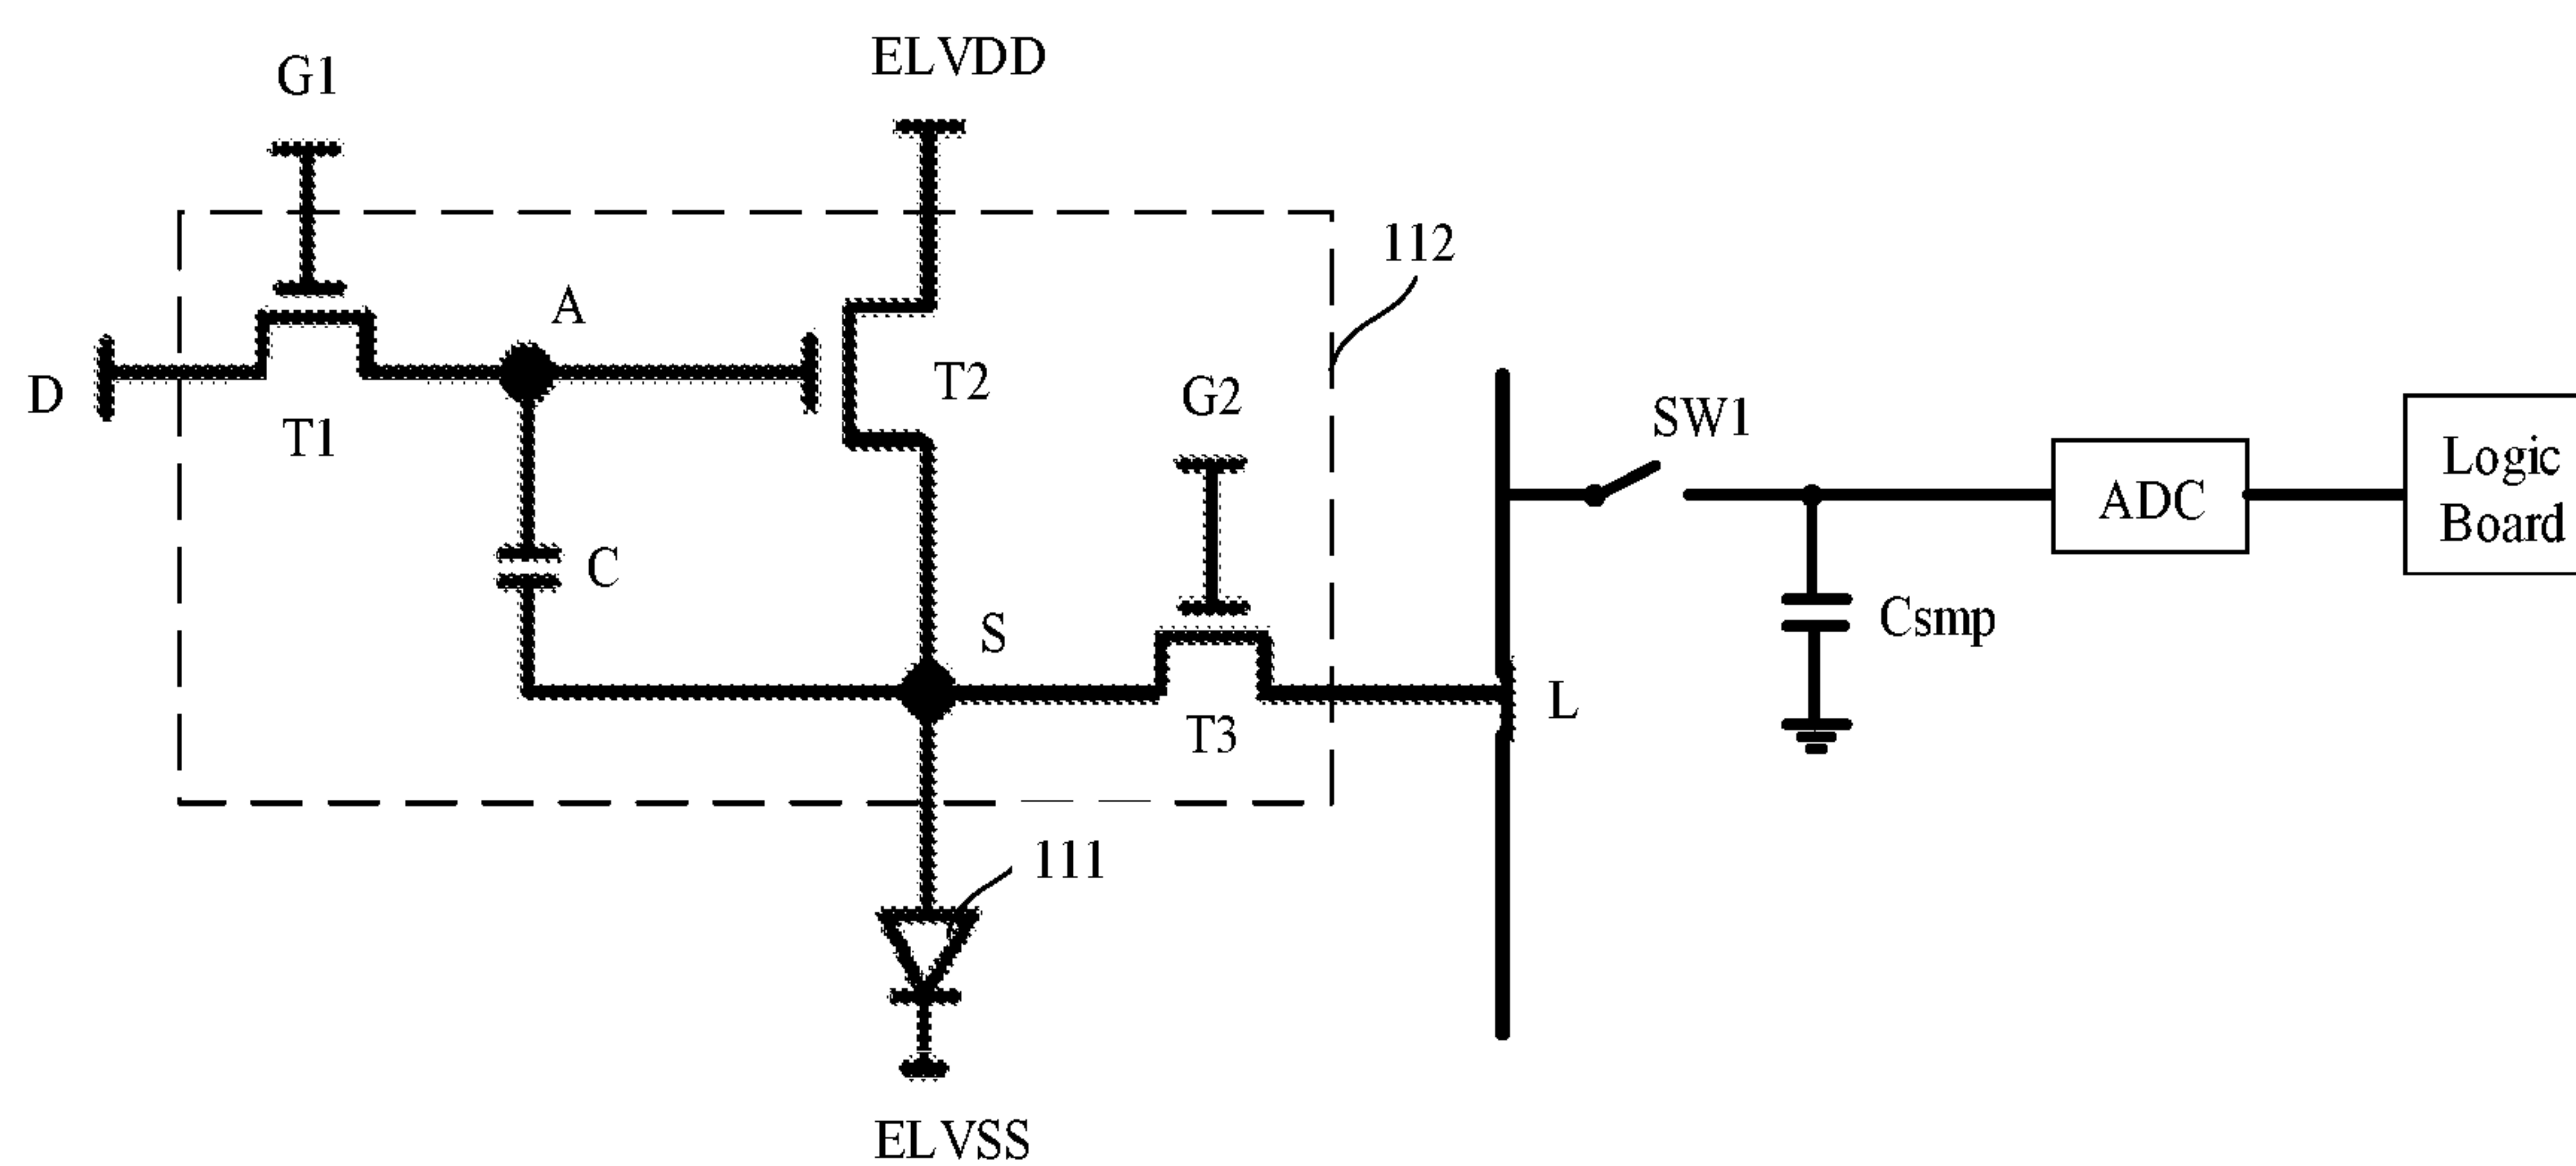 ELVDD
G1
112
A
T2
D
G2
SW1
T1
Logic
Board
ADC
C
Csmp
S
L
T3
111
ELVSS